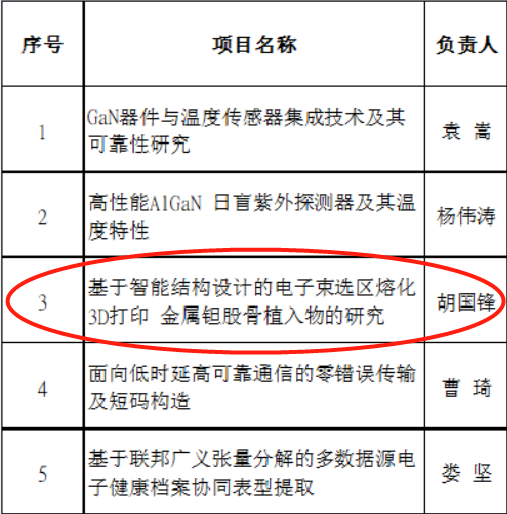 序号 项目名称 负责人
1 GaN器件与温度传感器集成技术及其 袁 嵩
可靠性研究
2 高性能AlGaN 日盲紫外探测器及其温 杨伟涛
度特性
3 基于智能结构设计的电子束选区熔化 胡国锋
3D打印 金属钽股骨植入物的研究
4 面向低时延高可靠通信的零错误传输 曹 琦
及短码构造
5 基于联邦广义张量分解的多数据源电 娄 坚
子健康档案协同表型提取